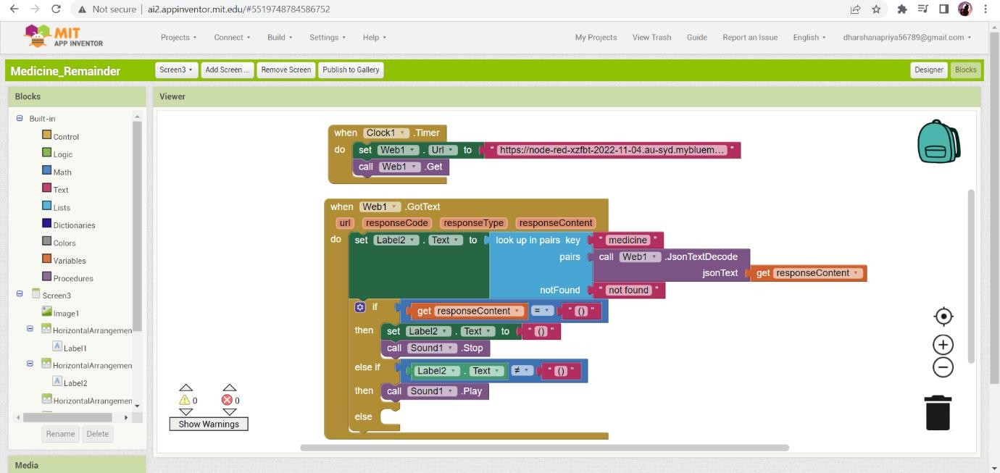 Not secure | ai2.appinventor.mit.edu/#5519748784586752
MIT
APP INVENTOR
Projects Connect Build Settings Help My Projects View Trash Guide Report an Issue English dharshanapriya56789@gmail.com
Medicine_Remainder Screen3 Add Screen ... Remove Screen Publish to Gallery Designer Blocks
Blocks
Built-in
Control
Logic
Math
Text
Lists
Dictionaries
Colors
Variables
Procedures
Screen3
Image1
HorizontalArrangemen
Label1
HorizontalArrangemen
A Label2
HorizontalArrangemen
Rename Delete
Media
Viewer
when Clock1 .Timer
do set Web1 . Url to " https://node-red-xzfbt-2022-11-04.au-syd.mybluem... "
call Web1 .Get
when Web1 .GotText
url responseCode responseType responseContent
do set Label2 . Text to look up in pairs key " medicine "
pairs call Web1 .JsonTextDecode
jsonText get responseContent
notFound " not found "
if get responseContent = " () "
then set Label2 . Text to " () "
call Sound1 .Stop
else if Label2 . Text ≠ " () "
then call Sound1 .Play
else
0 0
Show Warnings